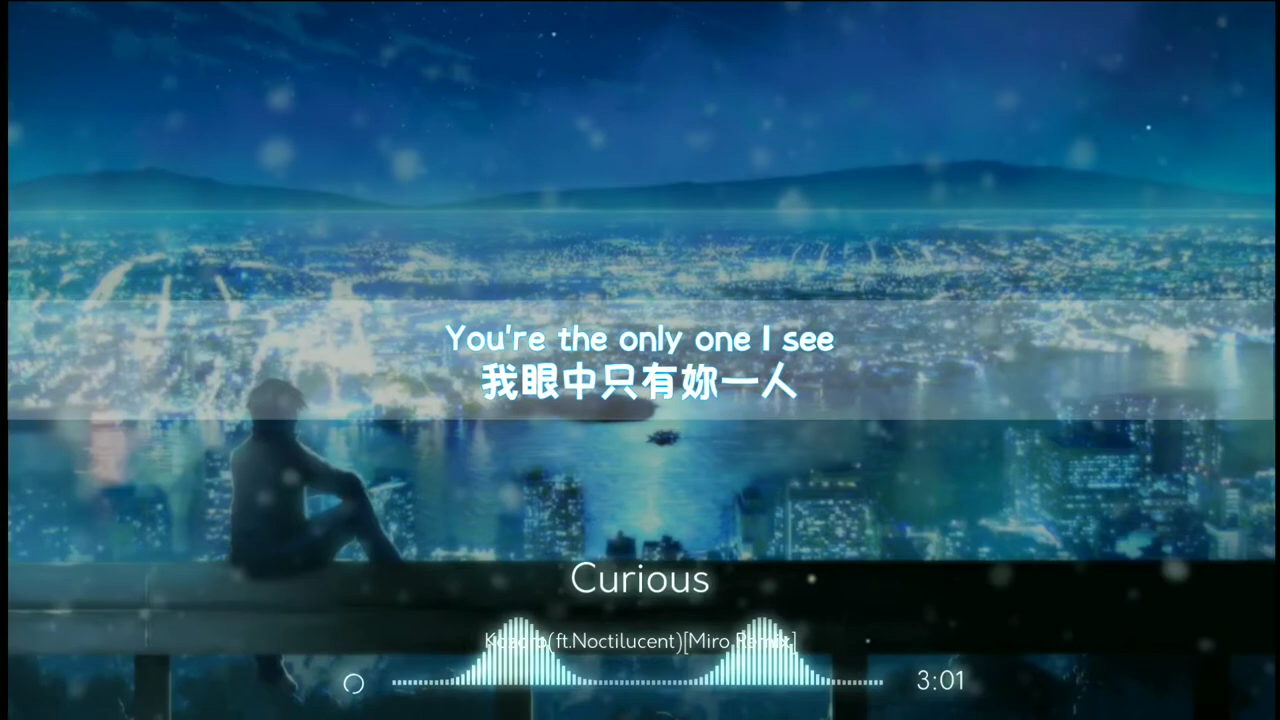 You're the only one I see
我眼中只有妳一人
Curious
(ft.Noctilucent)[Miro Remix]
3:01